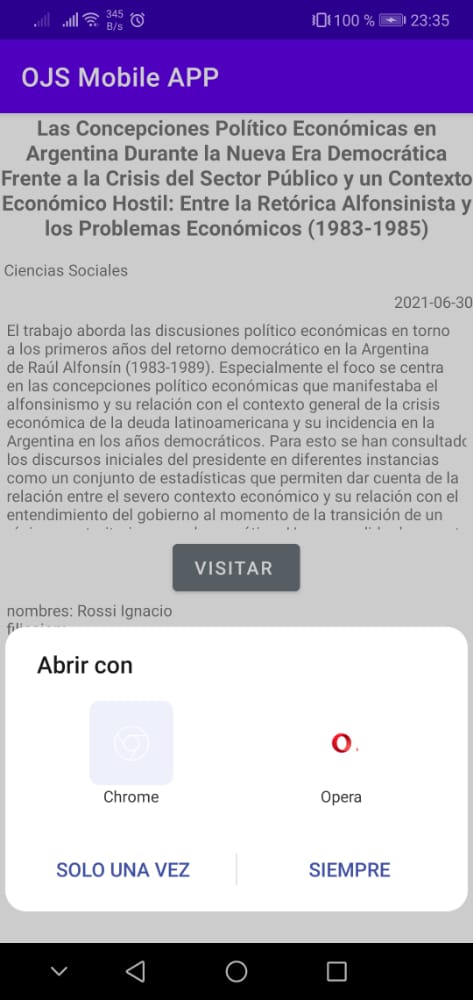 345
B/s
100 %
23:35
OJS Mobile APP
Las Concepciones Político Económicas en
Argentina Durante la Nueva Era Democrática
Frente a la Crisis del Sector Público y un Contexto
Económico Hostil: Entre la Retórica Alfonsinista y
los Problemas Económicos (1983-1985)
Ciencias Sociales
2021-06-30
El trabajo aborda las discusiones político económicas en torno
a los primeros años del retorno democrático en la Argentina
de Raúl Alfonsín (1983-1989). Especialmente el foco se centra
en las concepciones político económicas que manifestaba el
alfonsinismo y su relación con el contexto general de la crisis
económica de la deuda latinoamericana y su incidencia en la
Argentina en los años democráticos. Para esto se han consultado
los discursos iniciales del presidente en diferentes instancias
como un conjunto de estadísticas que permiten dar cuenta de la
relación entre el severo contexto económico y su relación con el
entendimiento del gobierno al momento de la transición de un
VISITAR
nombres: Rossi Ignacio
Abrir con
Chrome
Opera
SOLO UNA VEZ
SIEMPRE